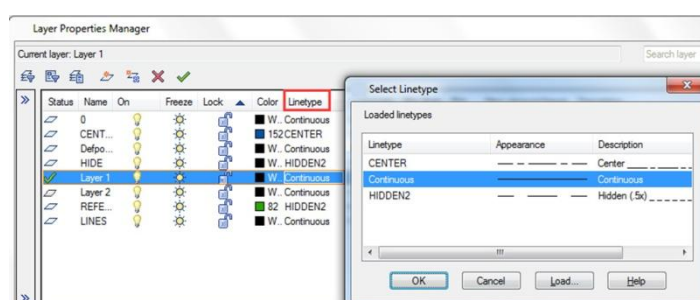 Layer Properties Manager
Current layer: Layer 1
Search layer
Status Name On Freeze Lock Color Linetype
0 W.. Continuous
CENT... 152 CENTER
Defpo... W.. Continuous
HIDE W.. HIDDEN2
Layer 1 W.. Continuous
Layer 2 W.. Continuous
REFE... 82 HIDDEN2
LINES W.. Continuous
Select Linetype
Loaded linetypes
Linetype Appearance Description
CENTER Center
Continuous Continuous
HIDDEN2 Hidden (.5x)
OK Cancel Load... Help